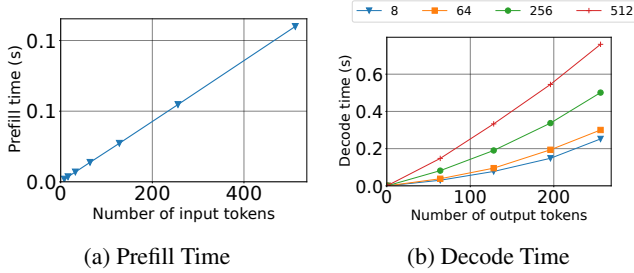 8 64 256 512
0.1
0.1
0.0
Prefill time (s)
0 200 400
Number of input tokens
0.6
0.4
0.2
0.0
Decode time (s)
0 100 200
Number of output tokens
(a) Prefill Time
(b) Decode Time